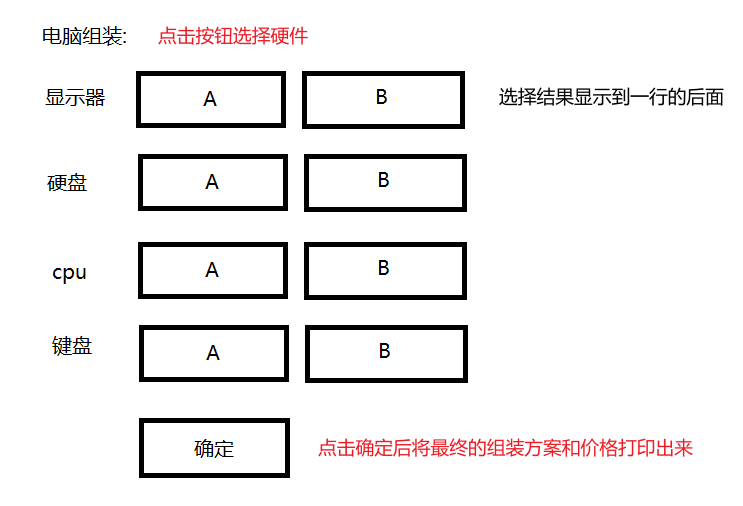 电脑组装: 点击按钮选择硬件
显示器 A B 选择结果显示到一行的后面
硬盘 A B
cpu A B
键盘 A B
确定 点击确定后将最终的组装方案和价格打印出来